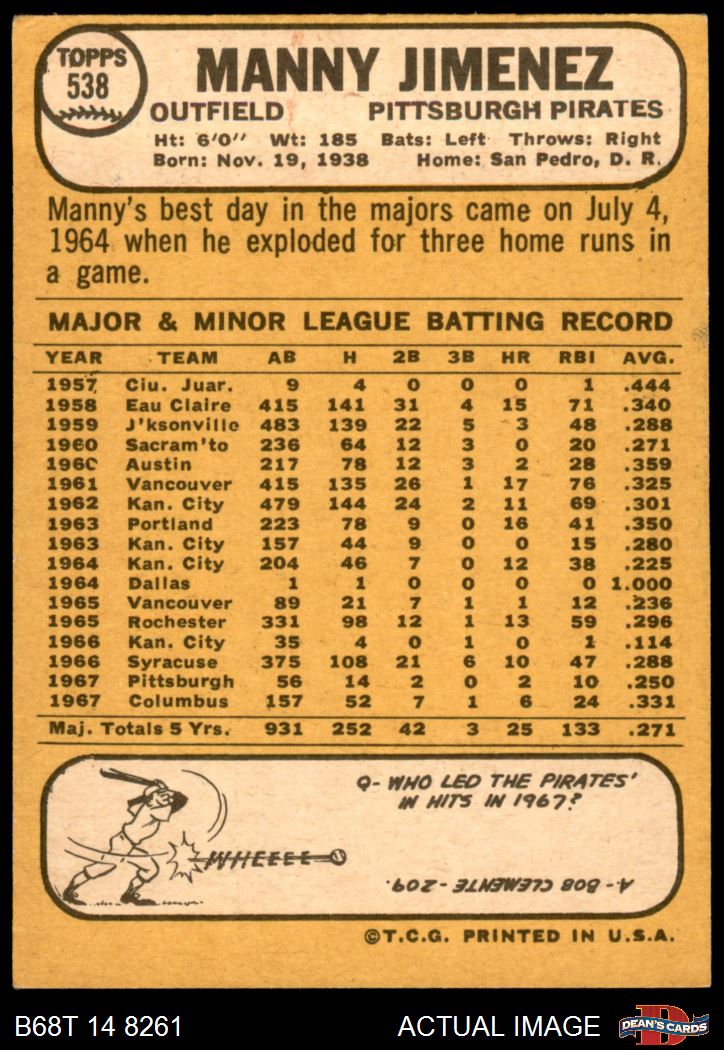 TOPPS
538
MANNY JIMENEZ
OUTFIELD PITTSBURGH PIRATES
Ht: 6'0'' Wt: 185 Bats: Left Throws: Right
Born: Nov. 19, 1938 Home: San Pedro, D. R.
Manny's best day in the majors came on July 4,
1964 when he exploded for three home runs in
a game.
MAJOR & MINOR LEAGUE BATTING RECORD
YEAR TEAM AB H 2B 3B HR RBI AVG.
1957 Ciu. Juar. 9 4 0 0 0 1 .444
1958 Eau Claire 415 141 31 4 15 71 .340
1959 J'ksonville 483 139 22 5 3 48 .288
1960 Sacram'to 236 64 12 3 0 20 .271
1960 Austin 217 78 12 3 2 28 .359
1961 Vancouver 415 135 26 1 17 76 .325
1962 Kan. City 479 144 24 2 11 69 .301
1963 Portland 223 78 9 0 16 41 .350
1963 Kan. City 157 44 9 0 0 15 .280
1964 Kan. City 204 46 7 0 12 38 .225
1964 Dallas 1 1 0 0 0 0 1.000
1965 Vancouver 89 21 7 1 1 12 .236
1965 Rochester 331 98 12 1 13 59 .296
1966 Kan. City 35 4 0 1 0 1 .114
1966 Syracuse 375 108 21 6 10 47 .288
1967 Pittsburgh 56 14 2 0 2 10 .250
1967 Columbus 157 52 7 1 6 24 .331
Maj. Totals 5 Yrs. 931 252 42 3 25 133 .271
Q- WHO LED THE PIRATES'
IN HITS IN 1967?
WHEEEE
A- BOB CLEMENTE - 209.
©T.C.G. PRINTED IN U.S.A.
B68T 14 8261 ACTUAL IMAGE D DEAN'S CARDS